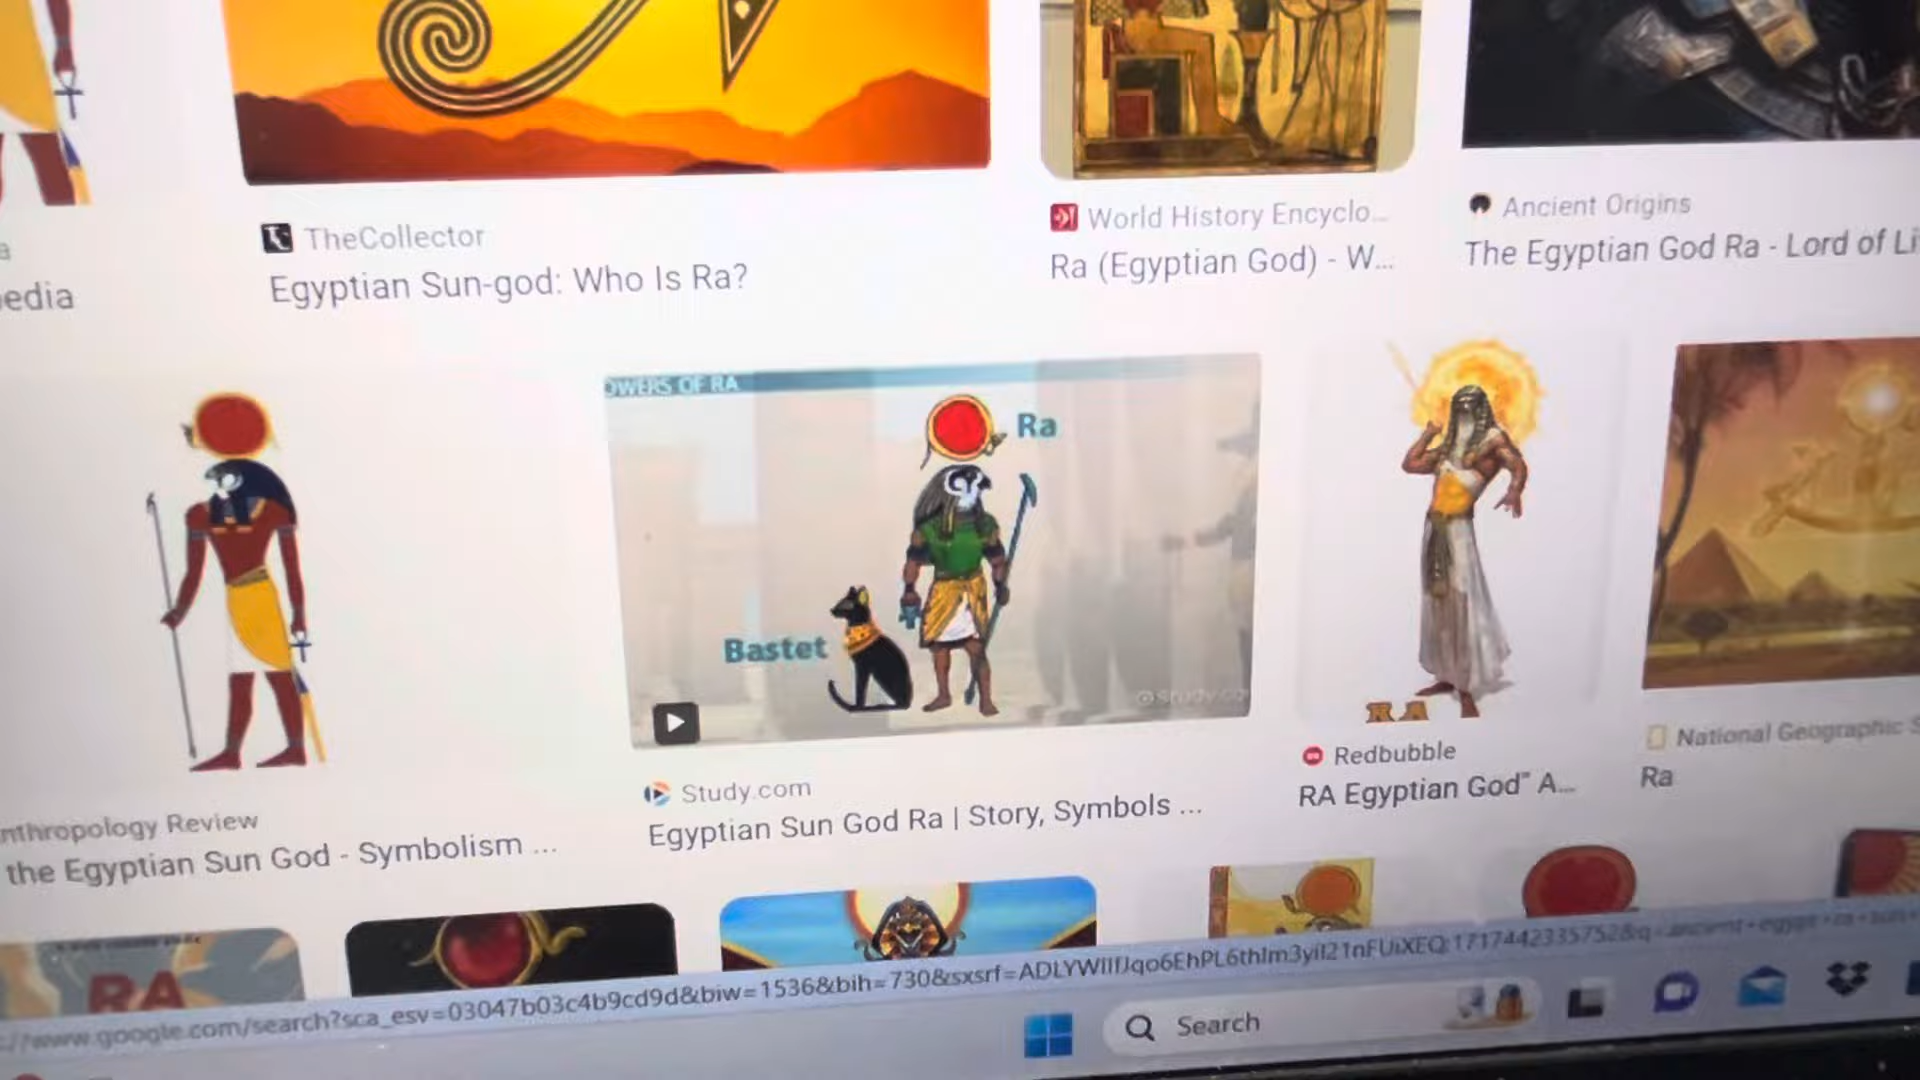 TheCollector
Egyptian Sun-god: Who Is Ra?
World History Encyclo...
Ra (Egyptian God) - W...
Ancient Origins
The Egyptian God Ra - Lord of Li
a
edia
OWERS OF RA
Ra
Bastet
Study.co
RA
nthropology Review
the Egyptian Sun God - Symbolism ...
Study.com
Egyptian Sun God Ra | Story, Symbols ...
Redbubble
RA Egyptian God" A...
National Geographic S
Ra
RA
://www.google.com/search?sca_esv=03047b03c4b9cd9d&biw=1536&bih=730&sxsrf=
Search